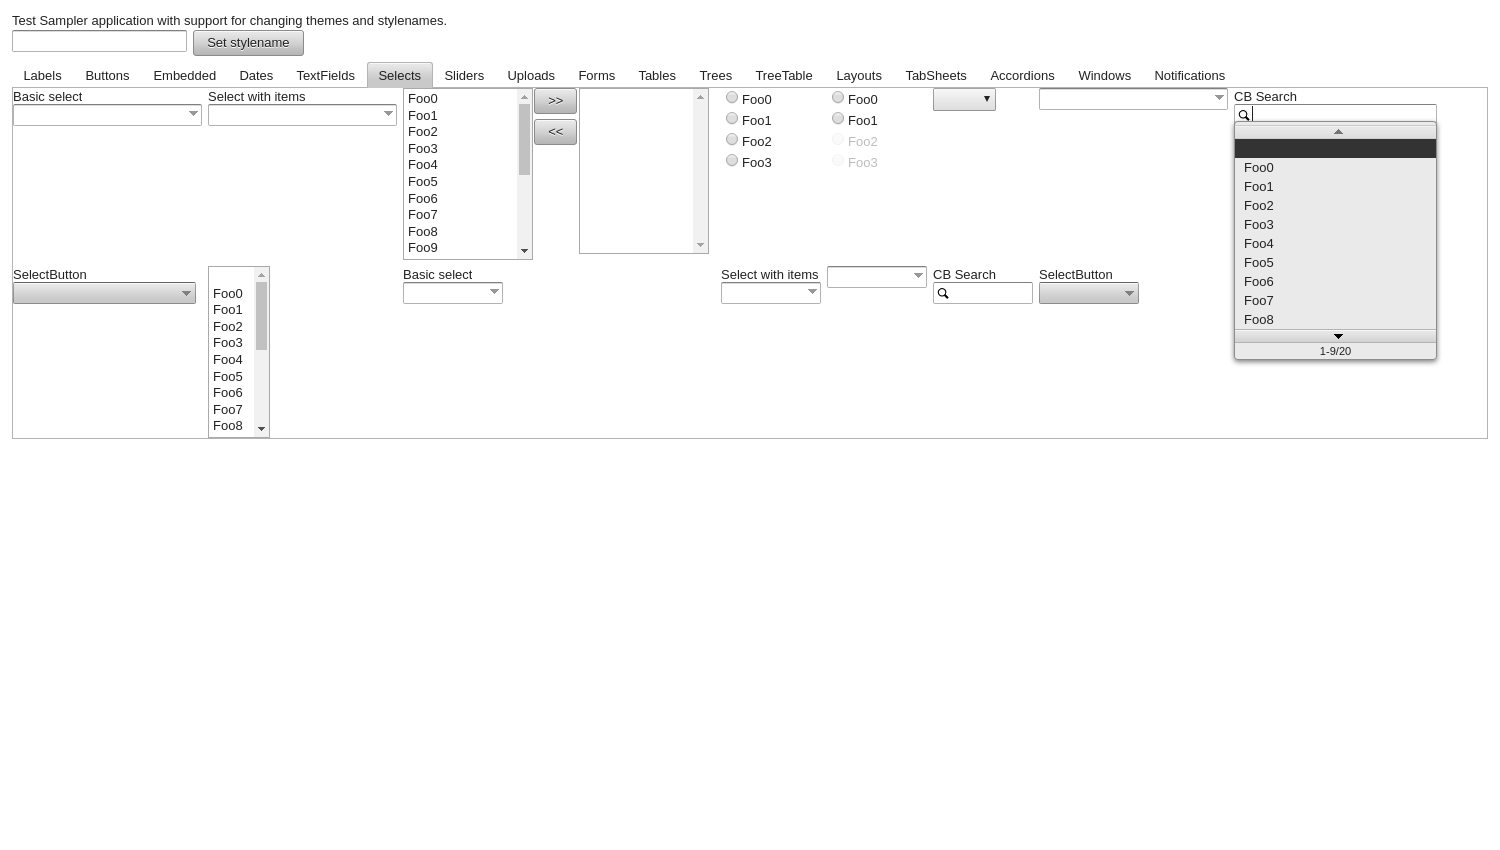 Test Sampler application with support for changing themes and stylenames.
Set stylename
Labels Buttons Embedded Dates TextFields Selects Sliders Uploads Forms Tables Trees TreeTable Layouts TabSheets Accordions Windows Notifications
Basic select
Select with items
Foo0
Foo1
Foo2
Foo3
Foo4
Foo5
Foo6
Foo7
Foo8
Foo9
>>
<<
Foo0
Foo1
Foo2
Foo3
Foo0
Foo1
Foo2
Foo3
CB Search
Foo0
Foo1
Foo2
Foo3
Foo4
Foo5
Foo6
Foo7
Foo8
1-9/20
SelectButton
Foo0
Foo1
Foo2
Foo3
Foo4
Foo5
Foo6
Foo7
Foo8
Basic select
Select with items
CB Search
SelectButton